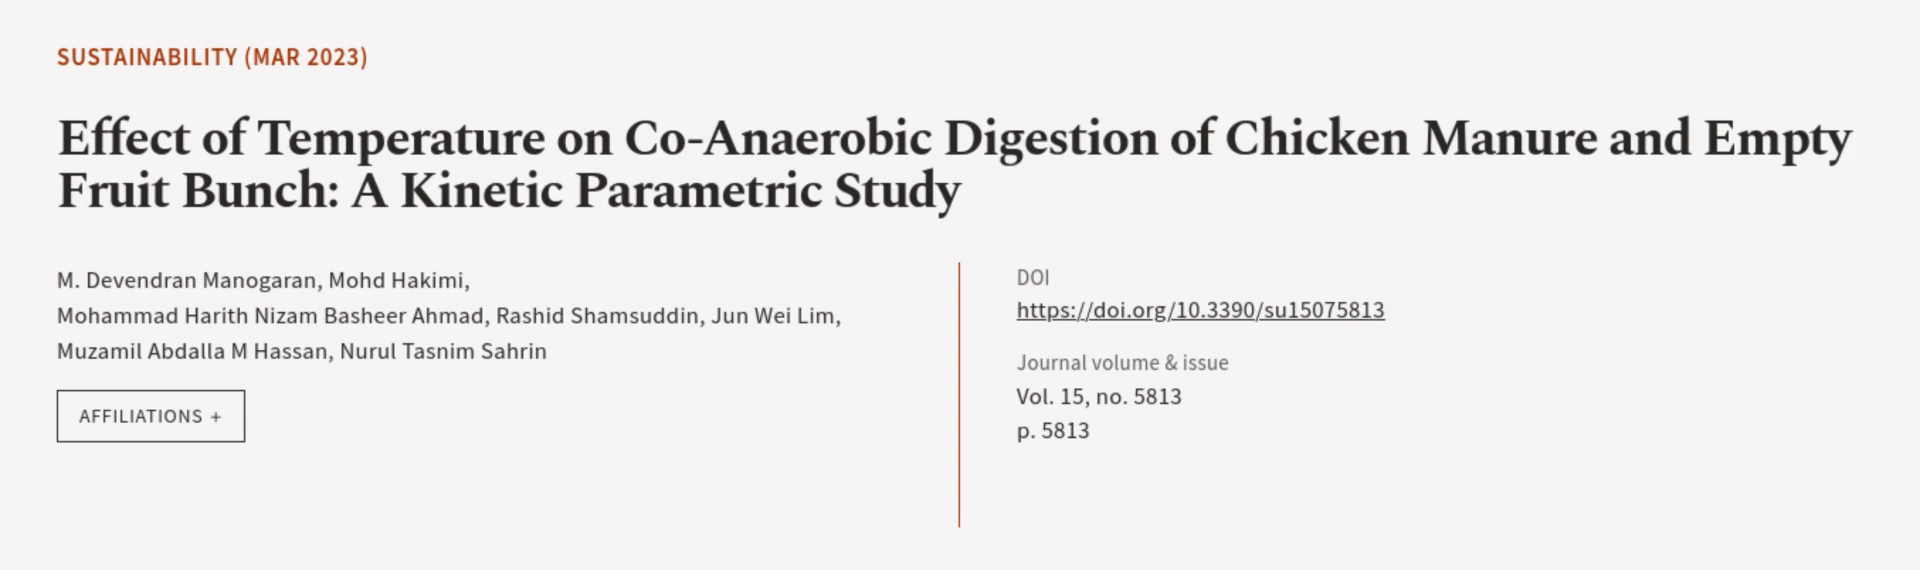 SUSTAINABILITY (MAR 2023)
Effect of Temperature on Co-Anaerobic Digestion of Chicken Manure and Empty
Fruit Bunch: A Kinetic Parametric Study
M. Devendran Manogaran, Mohd Hakimi,
Mohammad Harith Nizam Basheer Ahmad, Rashid Shamsuddin, Jun Wei Lim,
Muzamil Abdalla M Hassan, Nurul Tasnim Sahrin
AFFILIATIONS +
DOI
https://doi.org/10.3390/su15075813
Journal volume & issue
Vol. 15, no. 5813
p. 5813